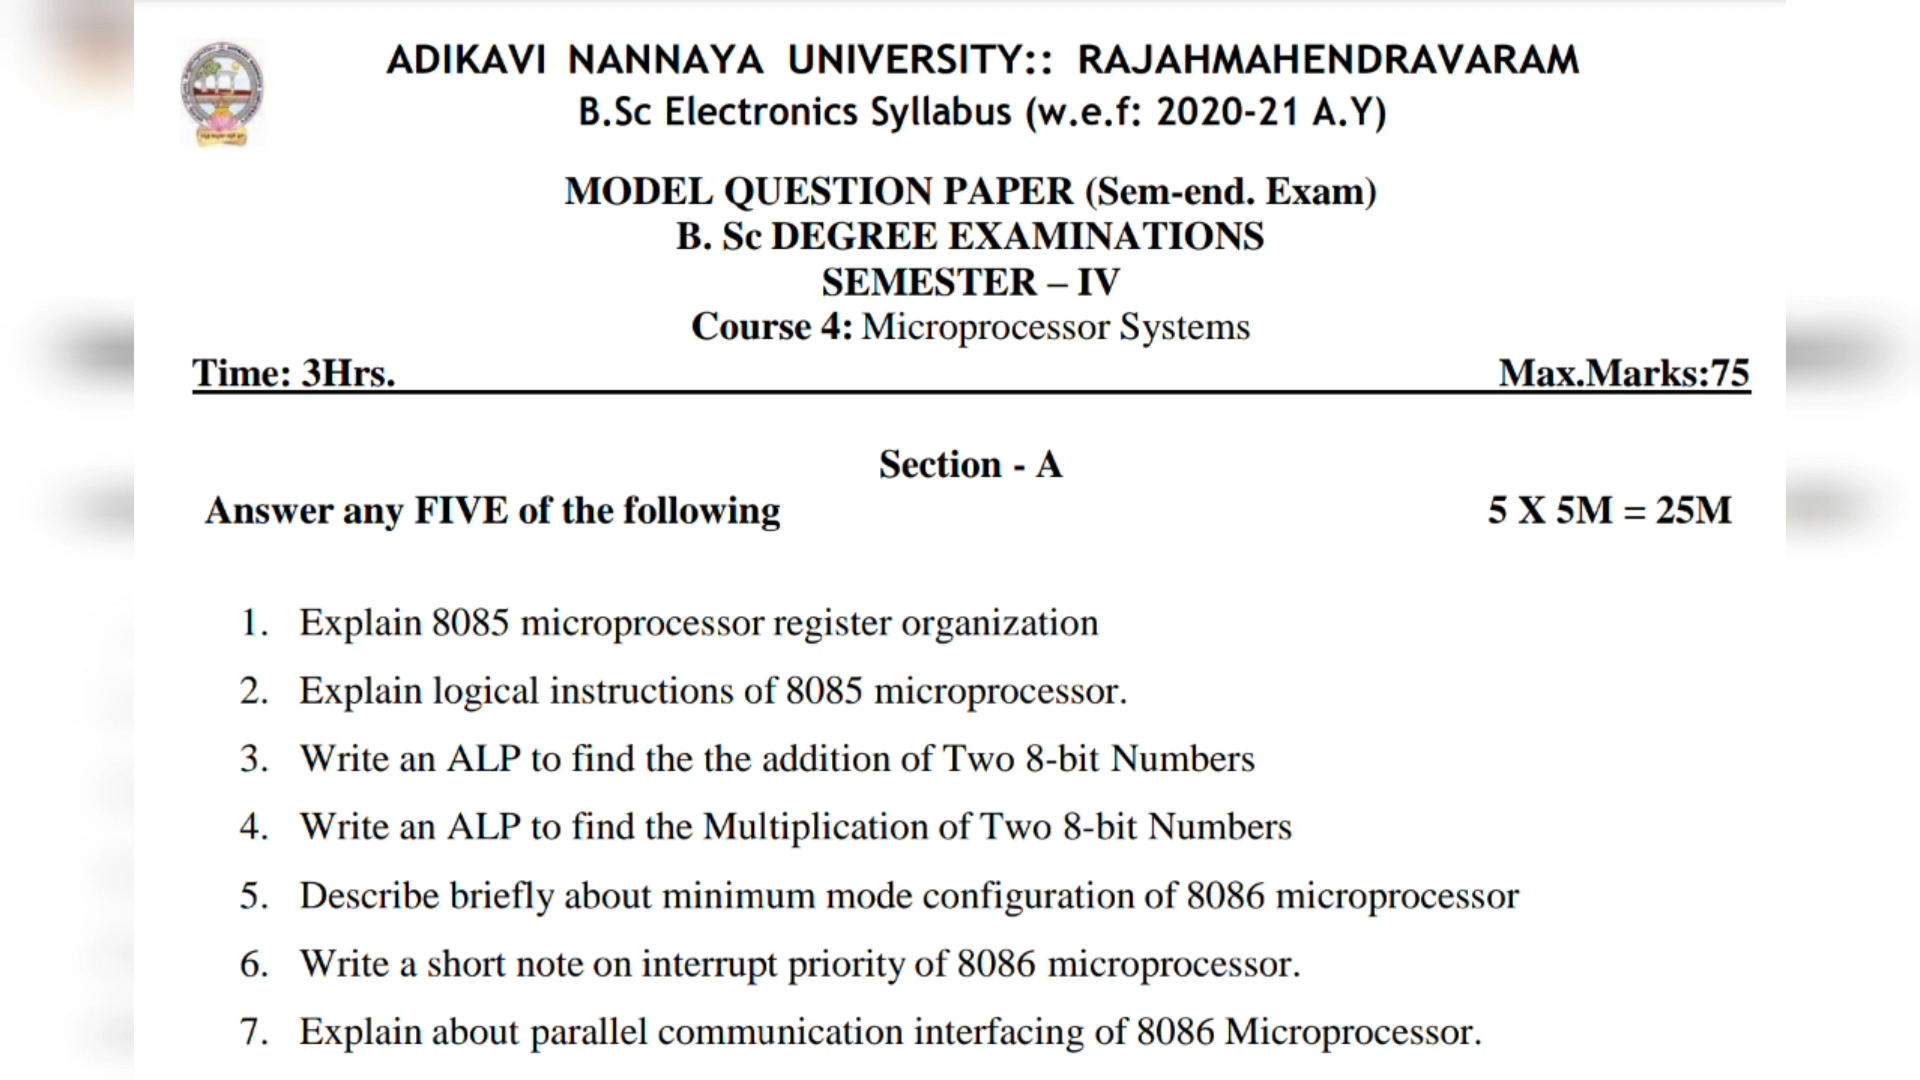 ADIKAVI NANNAYA UNIVERSITY:: RAJAHMAHENDRAVARAM
B.Sc Electronics Syllabus (w.e.f: 2020-21 A.Y)
MODEL QUESTION PAPER (Sem-end. Exam)
B. Sc DEGREE EXAMINATIONS
SEMESTER – IV
Course 4: Microprocessor Systems
Time: 3Hrs. Max.Marks:75
Section - A
Answer any FIVE of the following 5 X 5M = 25M
1. Explain 8085 microprocessor register organization
2. Explain logical instructions of 8085 microprocessor.
3. Write an ALP to find the the addition of Two 8-bit Numbers
4. Write an ALP to find the Multiplication of Two 8-bit Numbers
5. Describe briefly about minimum mode configuration of 8086 microprocessor
6. Write a short note on interrupt priority of 8086 microprocessor.
7. Explain about parallel communication interfacing of 8086 Microprocessor.